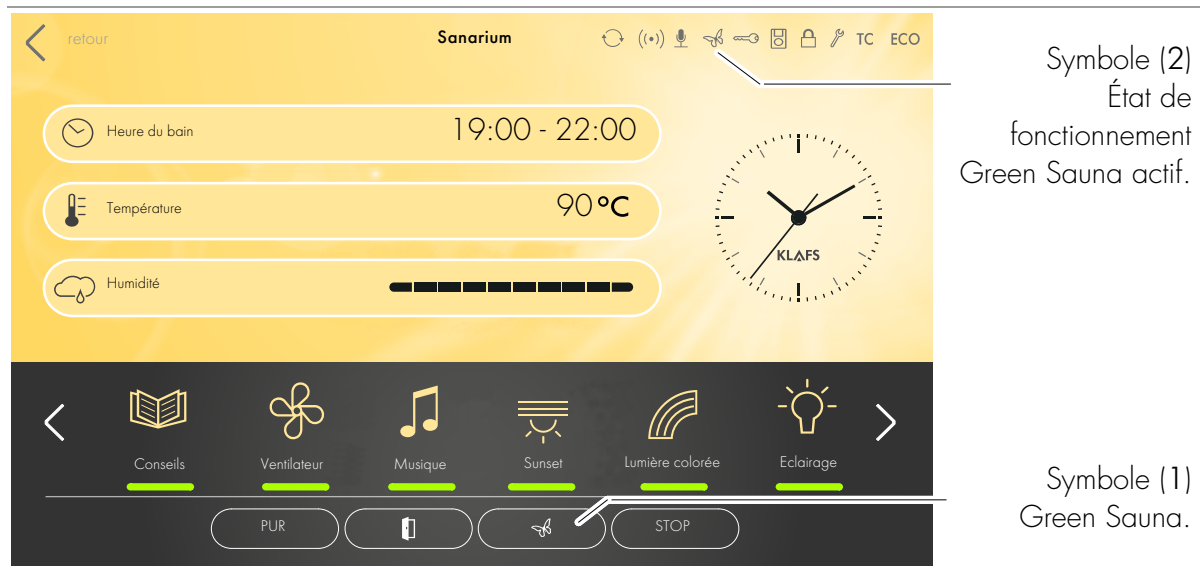 retour
Sanarium
TC ECO
Symbole (2)
État de
fonctionnement
Green Sauna actif.
Heure du bain
19:00 - 22:00
Température
90 °C
Humidité
KLAFS
Conseils
Ventilateur
Musique
Sunset
Lumière colorée
Eclairage
PUR
STOP
Symbole (1)
Green Sauna.